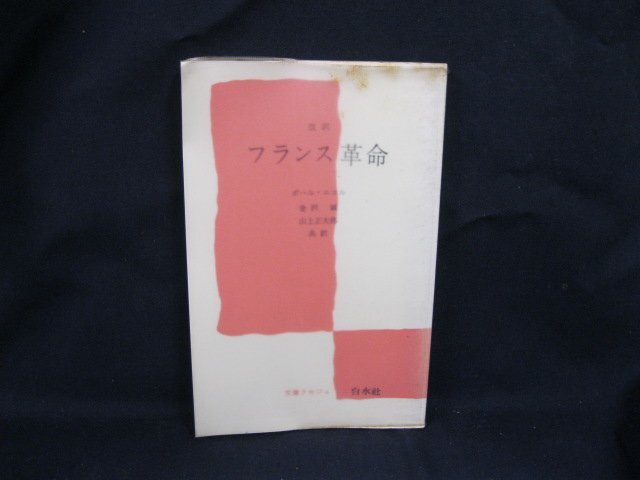 改訳
フランス革命
ポール・ニコル
金沢 誠
山上正太郎
共訳
文庫クセジュ
白水社